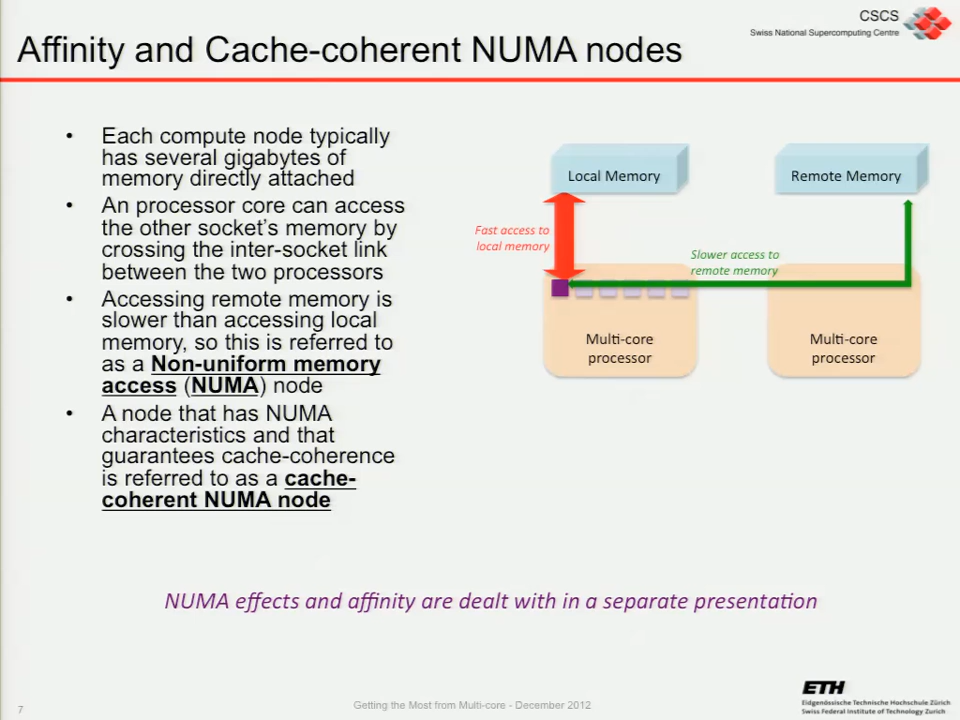 CSCS
Swiss National Supercomputing Centre
Affinity and Cache-coherent NUMA nodes
• Each compute node typically
has several gigabytes of
memory directly attached
• An processor core can access
the other socket's memory by
crossing the inter-socket link
between the two processors
• Accessing remote memory is
slower than accessing local
memory, so this is referred to
as a Non-uniform memory
access (NUMA) node
• A node that has NUMA
characteristics and that
guarantees cache-coherence
is referred to as a cache-
coherent NUMA node
Local Memory
Remote Memory
Fast access to
local memory
Slower access to
remote memory
Multi-core
processor
Multi-core
processor
NUMA effects and affinity are dealt with in a separate presentation
7
Getting the Most from Multi-core - December 2012
ETH
Eidgenössische Technische Hochschule Zürich
Swiss Federal Institute of Technology Zurich